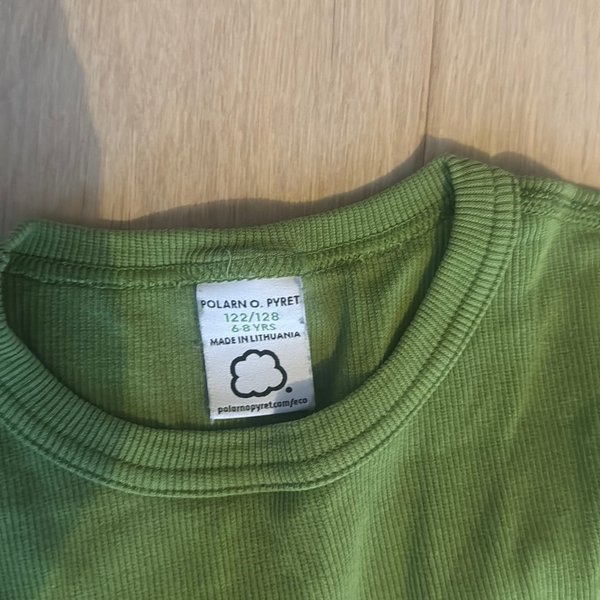 POLARN O. PYRET
122/128
6-8 YRS
MADE IN LITHUANIA
polarnopyret.com/eco